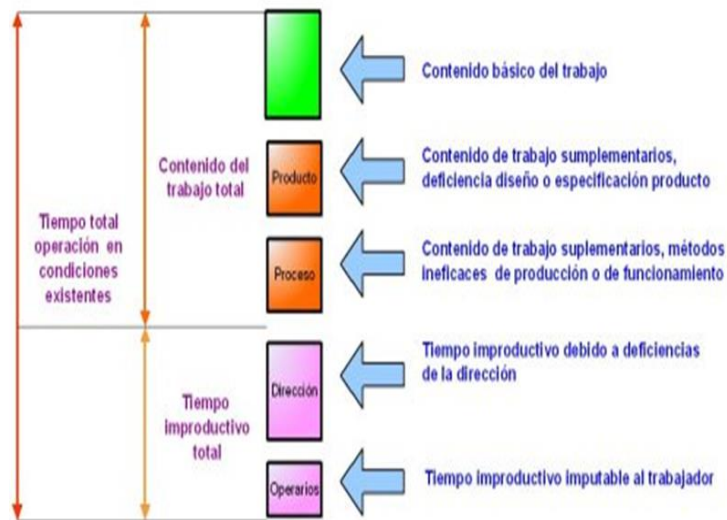 Contenido básico del trabajo
Contenido del
trabajo total
Producto
Contenido de trabajo sumplementarios,
deficiencia diseño o especificación producto
Tiempo total
operación en
condiciones
existentes
Proceso
Contenido de trabajo suplementarios, métodos
ineficaces de producción o de funcionamiento
Tiempo
improductivo
total
Dirección
Tiempo improductivo debido a deficiencias
de la dirección
Operarios
Tiempo improductivo imputable al trabajador